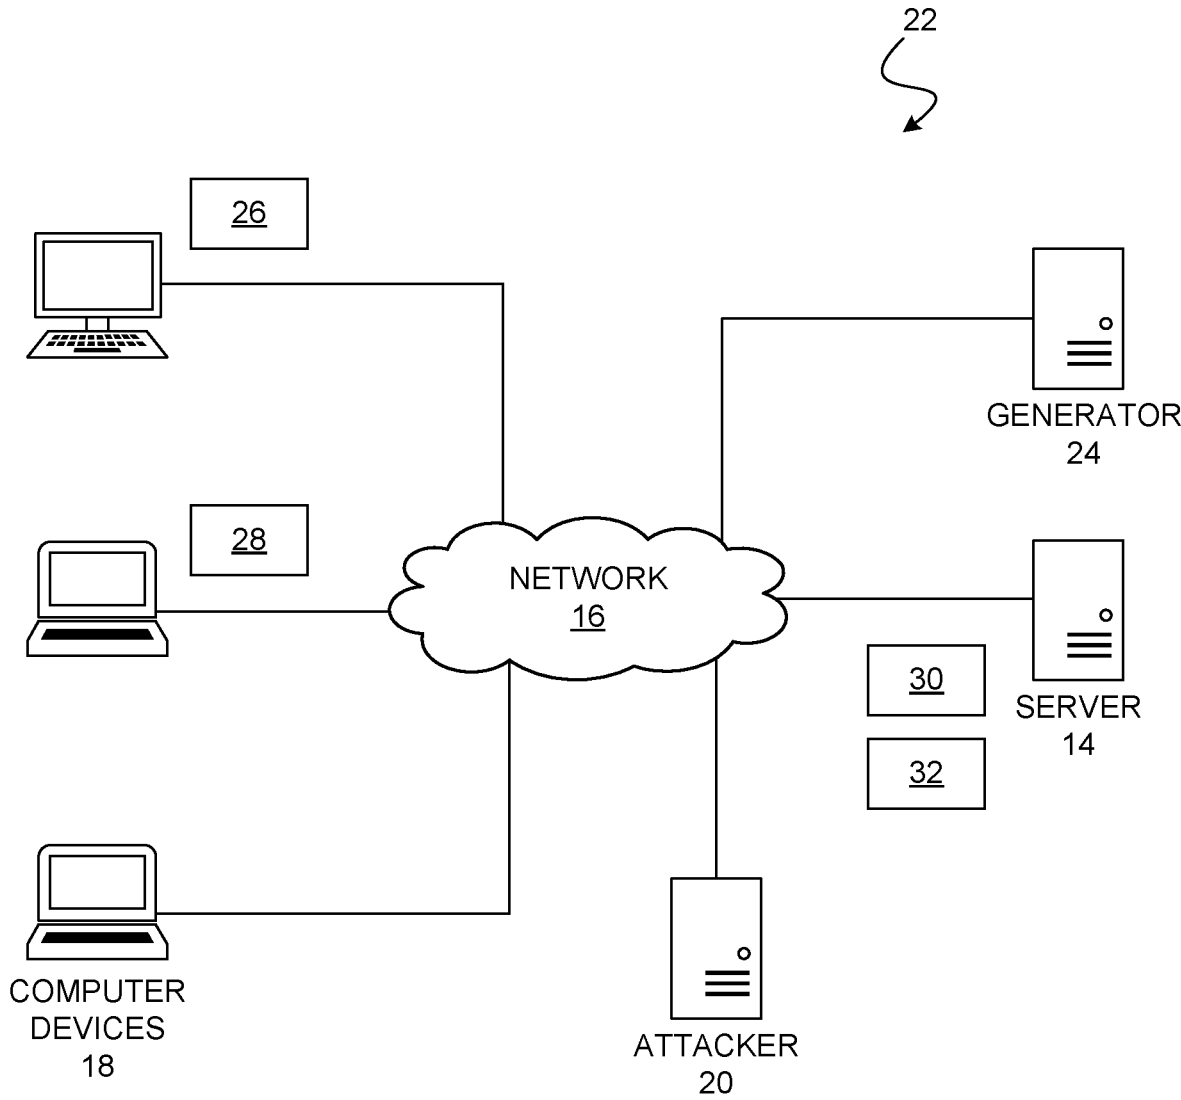 22
26
GENERATOR
24
28
NETWORK
16
30
SERVER
14
32
COMPUTER
DEVICES
18
ATTACKER
20